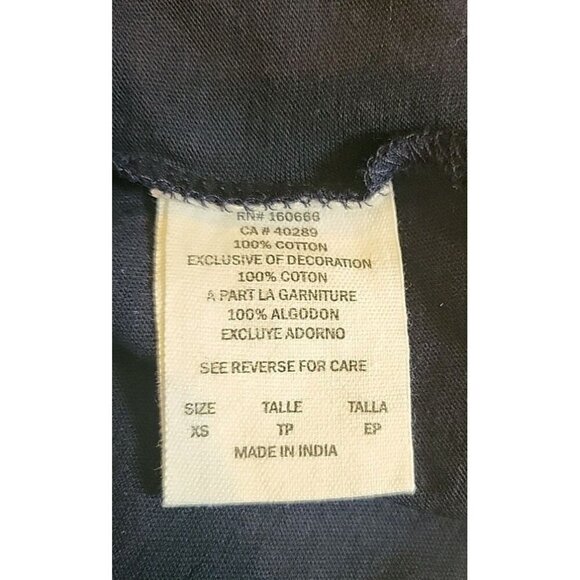 RN# 160666
CA # 40289
100% COTTON
EXCLUSIVE OF DECORATION
100% COTON
A PART LA GARNITURE
100% ALGODON
EXCLUYE ADORNO
SEE REVERSE FOR CARE
SIZE TALLE TALLA
XS TP EP
MADE IN INDIA